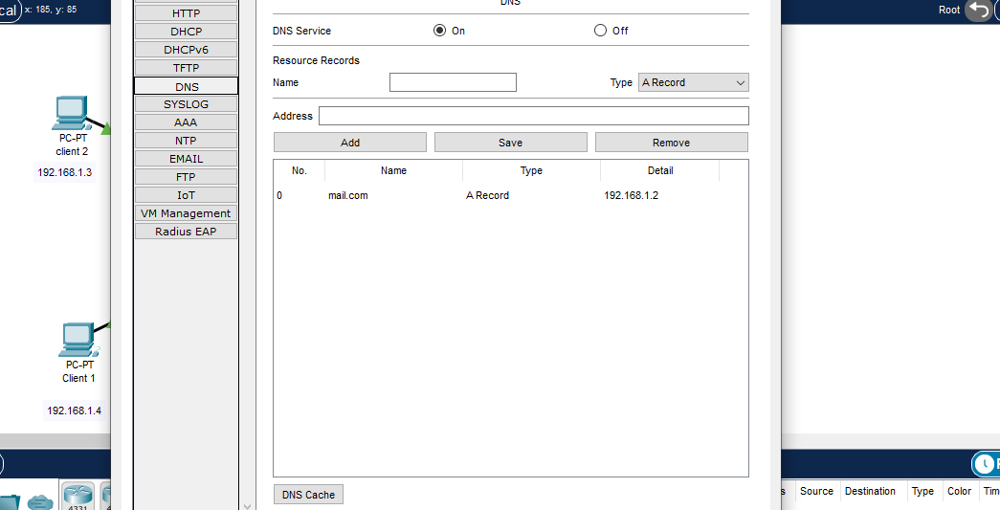 cal x: 185, y: 85
Root
DNS
HTTP
DHCP
DHCPv6
TFTP
DNS
SYSLOG
AAA
NTP
EMAIL
FTP
IoT
VM Management
Radius EAP
DNS Service On Off
Resource Records
Name Type A Record
Address
Add Save Remove
No. Name Type Detail
0 mail.com A Record 192.168.1.2
DNS Cache
PC-PT
client 2
192.168.1.3
PC-PT
Client 1
192.168.1.4
4331
s Source Destination Type Color Tim